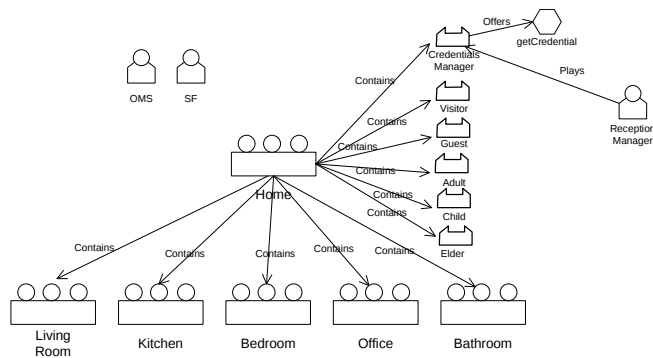 Offers
getCredential
Credentials
Manager
Contains
Plays
OMS
SF
Visitor
Contains
Reception
Manager
Guest
Contains
Contains
Adult
Home
Contains
Child
Contains
Elder
Contains
Contains
Contains
Contains
Contains
Living
Room
Kitchen
Bedroom
Office
Bathroom